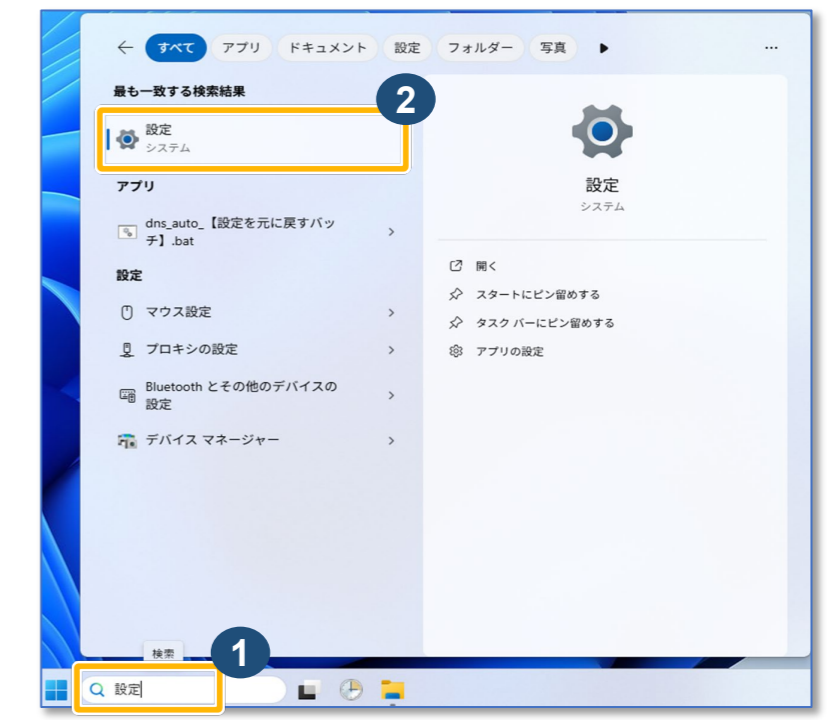 すべて アプリ ドキュメント 設定 フォルダー 写真 ...
最も一致する検索結果
2
設定
システム
アプリ
dns_auto_【設定を元に戻すバッ
チ】.bat
設定
マウス設定
プロキシの設定
Bluetooth とその他のデバイスの
設定
デバイス マネージャー
設定
システム
開く
スタートにピン留めする
タスク バーにピン留めする
アプリの設定
検索
1
設定